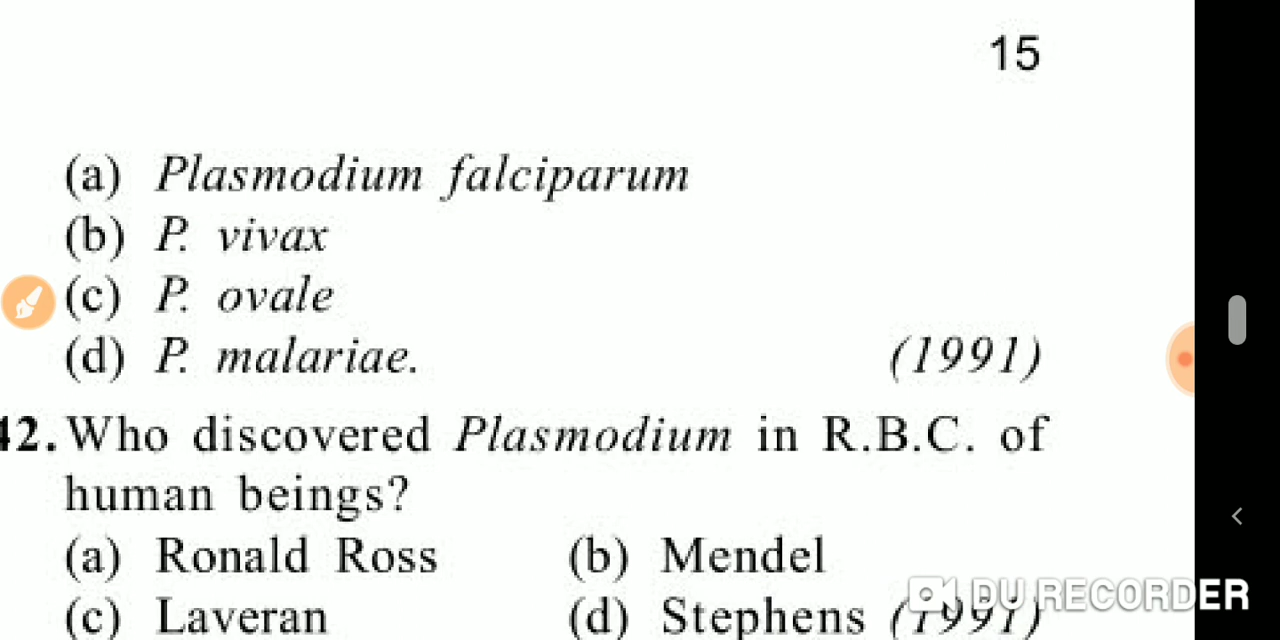 15
(a) Plasmodium falciparum
(b) P. vivax
(c) P. ovale
(d) P. malariae. (1991)
42. Who discovered Plasmodium in R.B.C. of
human beings?
(a) Ronald Ross (b) Mendel
(c) Laveran (d) Stephens (1991)
DU RECORDER